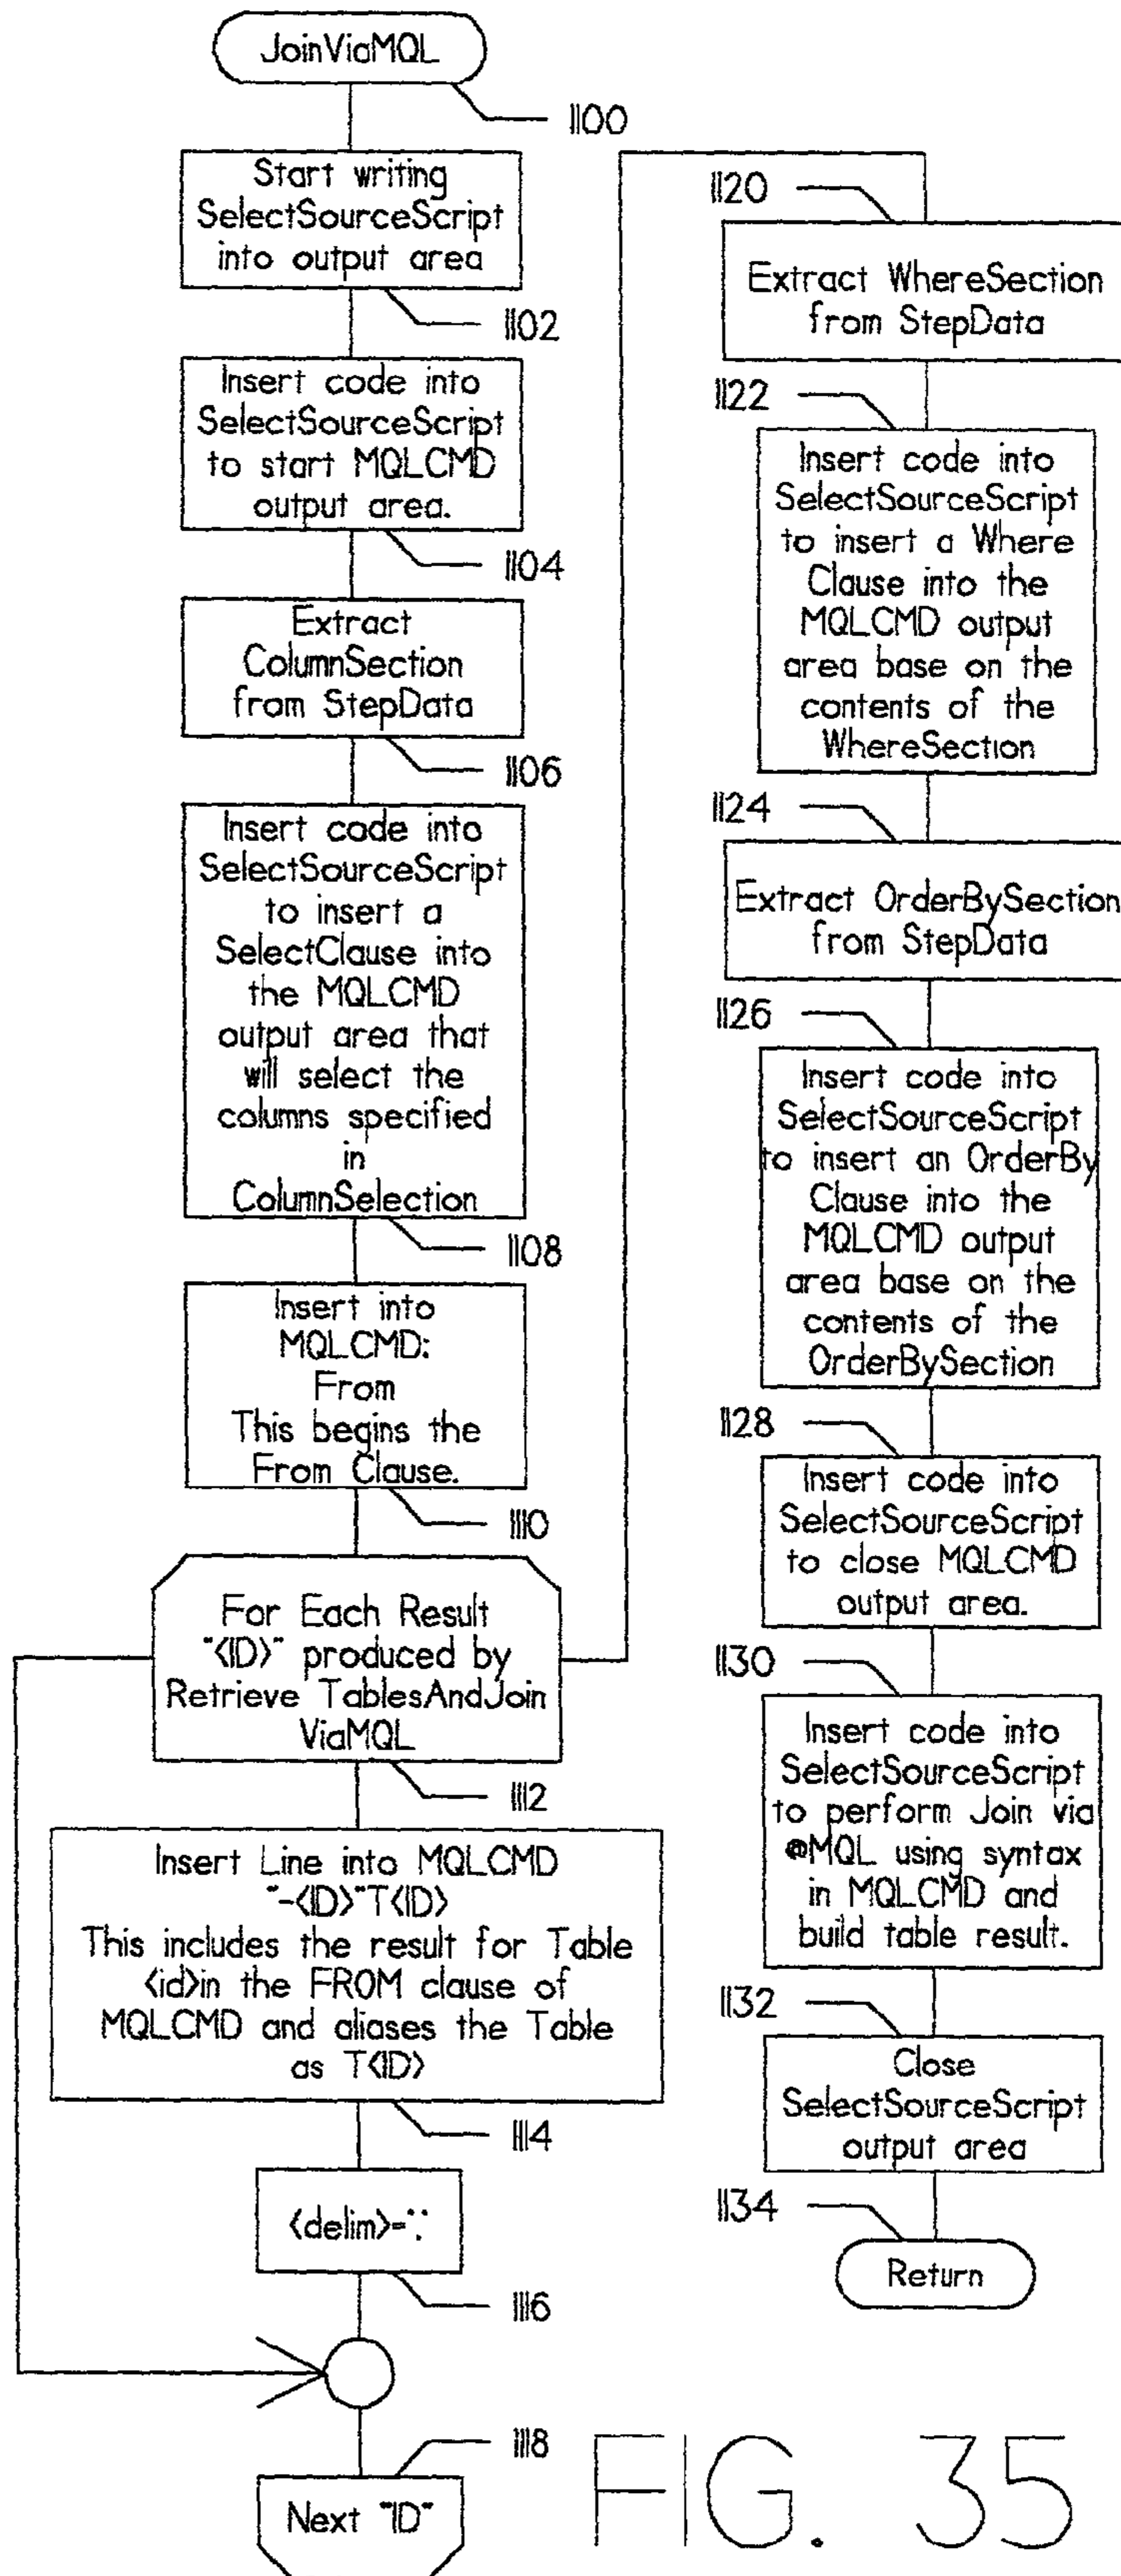 JoinViaMQL
1100
Start writing
SelectSourceScript
into output area
1102
Insert code into
SelectSourceScript
to start MQLCMD
output area.
1104
Extract
ColumnSection
from StepData
1106
Insert code into
SelectSourceScript
to insert a
SelectClause into
the MQLCMD
output area that
will select the
columns specified
in
ColumnSelection
1108
Insert into
MQLCMD:
From
This begins the
From Clause.
1110
For Each Result
"<ID>" produced by
Retrieve TablesAndJoin
ViaMQL
1112
Insert Line into MQLCMD
"-<ID>"T<ID>
This includes the result for Table
<id>in the FROM clause of
MQLCMD and aliases the Table
as T<ID>
1114
<delim>=","
1116
1118
Next "ID"
1120
Extract WhereSection
from StepData
1122
Insert code into
SelectSourceScript
to insert a Where
Clause into the
MQLCMD output
area base on the
contents of the
WhereSection
1124
Extract OrderBySection
from StepData
1126
Insert code into
SelectSourceScript
to insert an OrderBy
Clause into the
MQLCMD output
area base on the
contents of the
OrderBySection
1128
Insert code into
SelectSourceScript
to close MQLCMD
output area.
1130
Insert code into
SelectSourceScript
to perform Join via
@MQL using syntax
in MQLCMD and
build table result.
1132
Close
SelectSourceScript
output area
1134
Return
FIG. 35